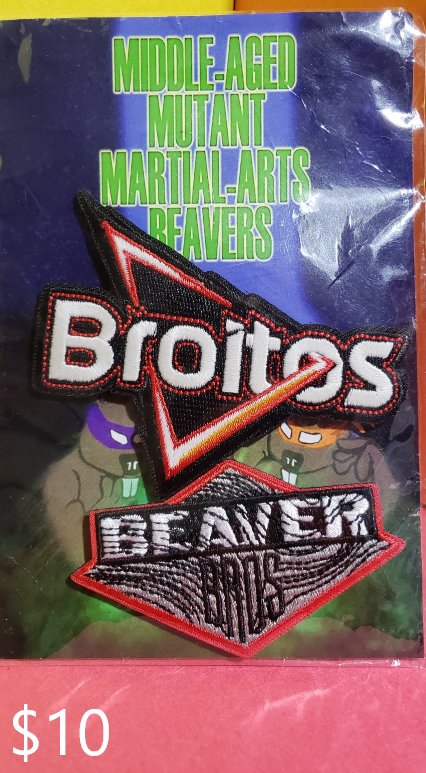 MIDDLE-AGED
MUTANT
MARTIAL-ARTS
BEAVERS
Broitos
BEAVER
BROS
$10